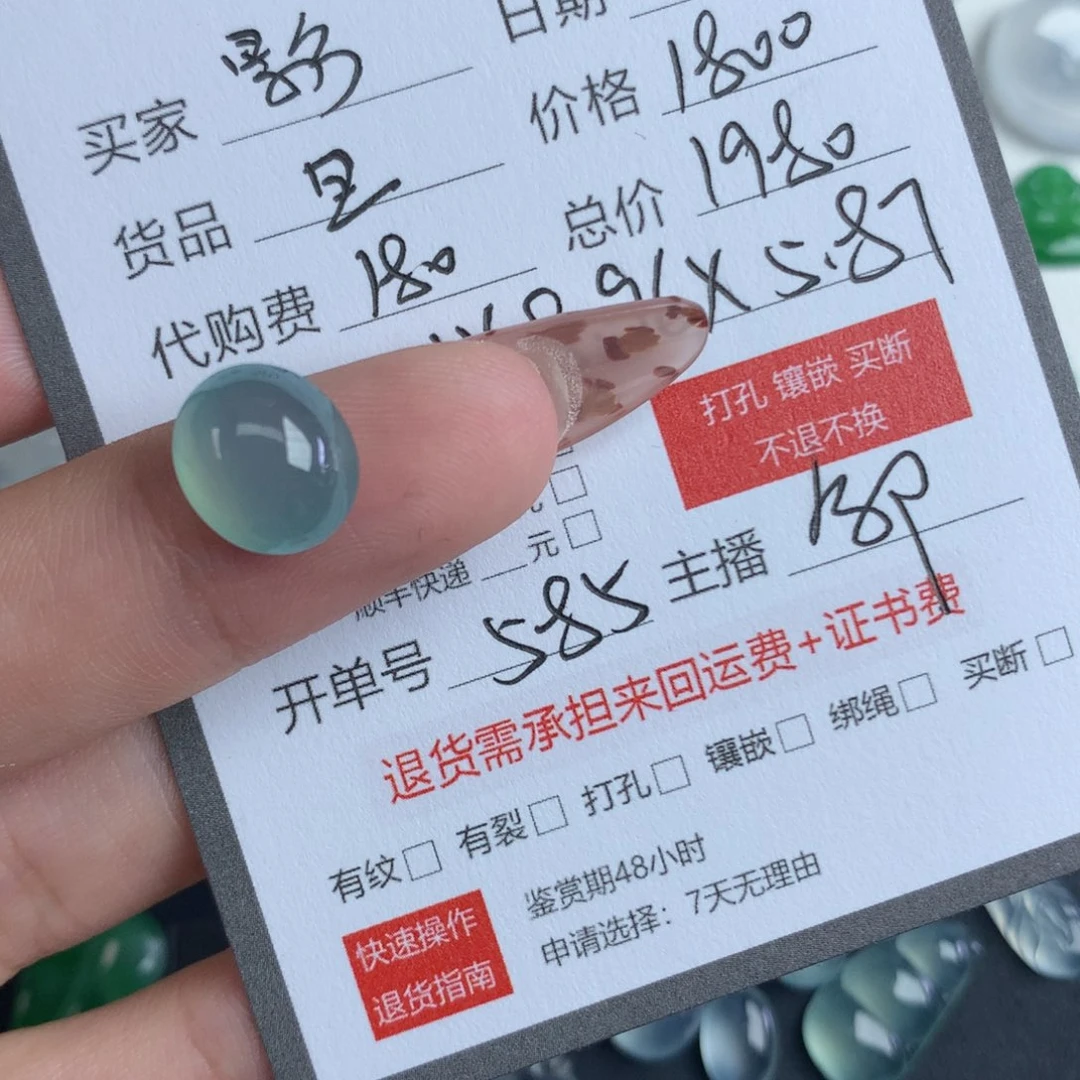 日期
买家
价格 1800
货品 蛋
总价 1980
代购费 180
X 5.87
打孔 镶嵌 买断
不退不换
元□
顺丰快递
开单号 585 主播
退货需承担来回运费+证书费
有纹□ 有裂□ 打孔□ 镶嵌□ 绑绳□ 买断□
鉴赏期48小时
申请选择：7天无理由
快速操作
退货指南